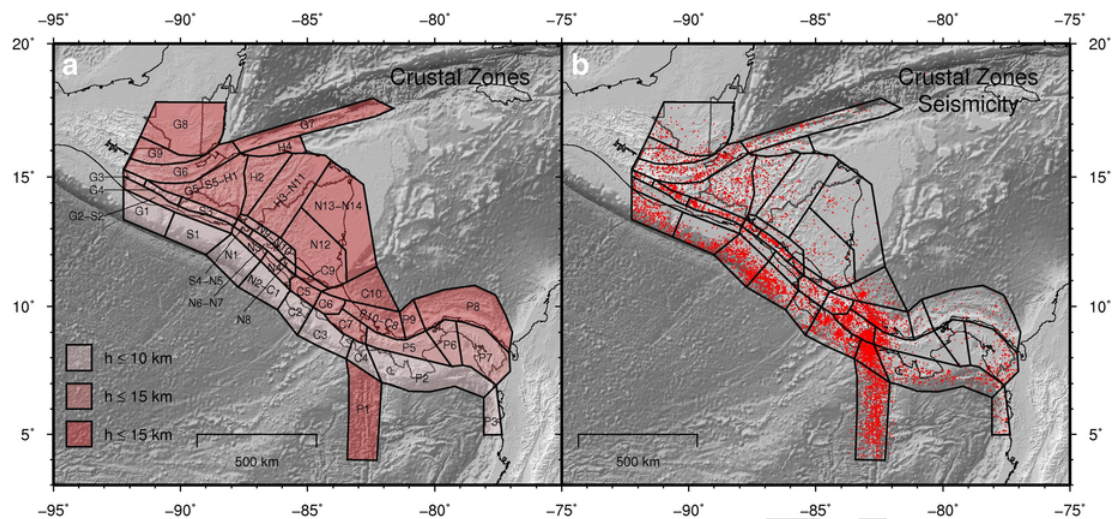 −95° −90° −85° −80° −75° −90° −85° −80° −75°
20° 20°
a Crustal Zones b Crustal Zones
Seismicity
G8
G7
G9
H4
G6
15° 15°
G3
G4
G5−S5−H1
H2
H3−N11
N13−N14
G2−S2
G1
S3
S1
N12
N1
C9
S4−N5
N2−C1
C5
C10
N6−N7
C6
10° 10°
P8
C2
P9
N8
C7
C3
P5
P6
P7
C4
P2
h ≤ 10 km
h ≤ 15 km
P1
P3
h ≤ 15 km
5° 5°
500 km 500 km
−95° −90° −85° −80° −75° −90° −85° −80° −75°